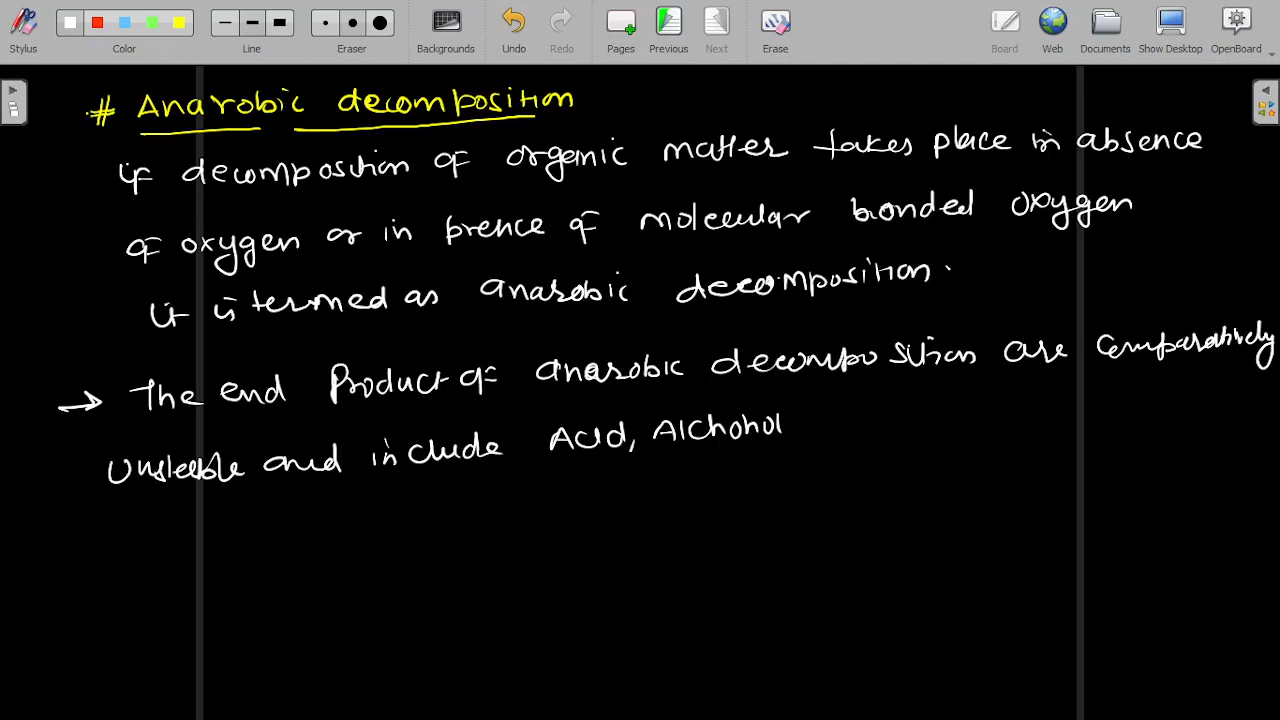 Stylus
Color
Line
Eraser
Backgrounds
Undo
Redo
Pages
Previous
Next
Erase
Board
Web
Documents
Show Desktop
OpenBoard
# Anarobic decomposition
if decomposition of organic matter takes place in absence
of oxygen or in prence of molecular bonded oxygen
it is termed as anarobic decomposition.
→ The end Product of anarobic decomposition are comparatively
Unstable and include Acid, Alchohol